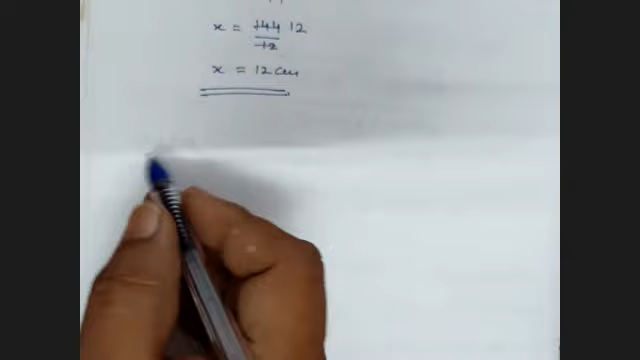 x = 144 12
12
x = 12 cm